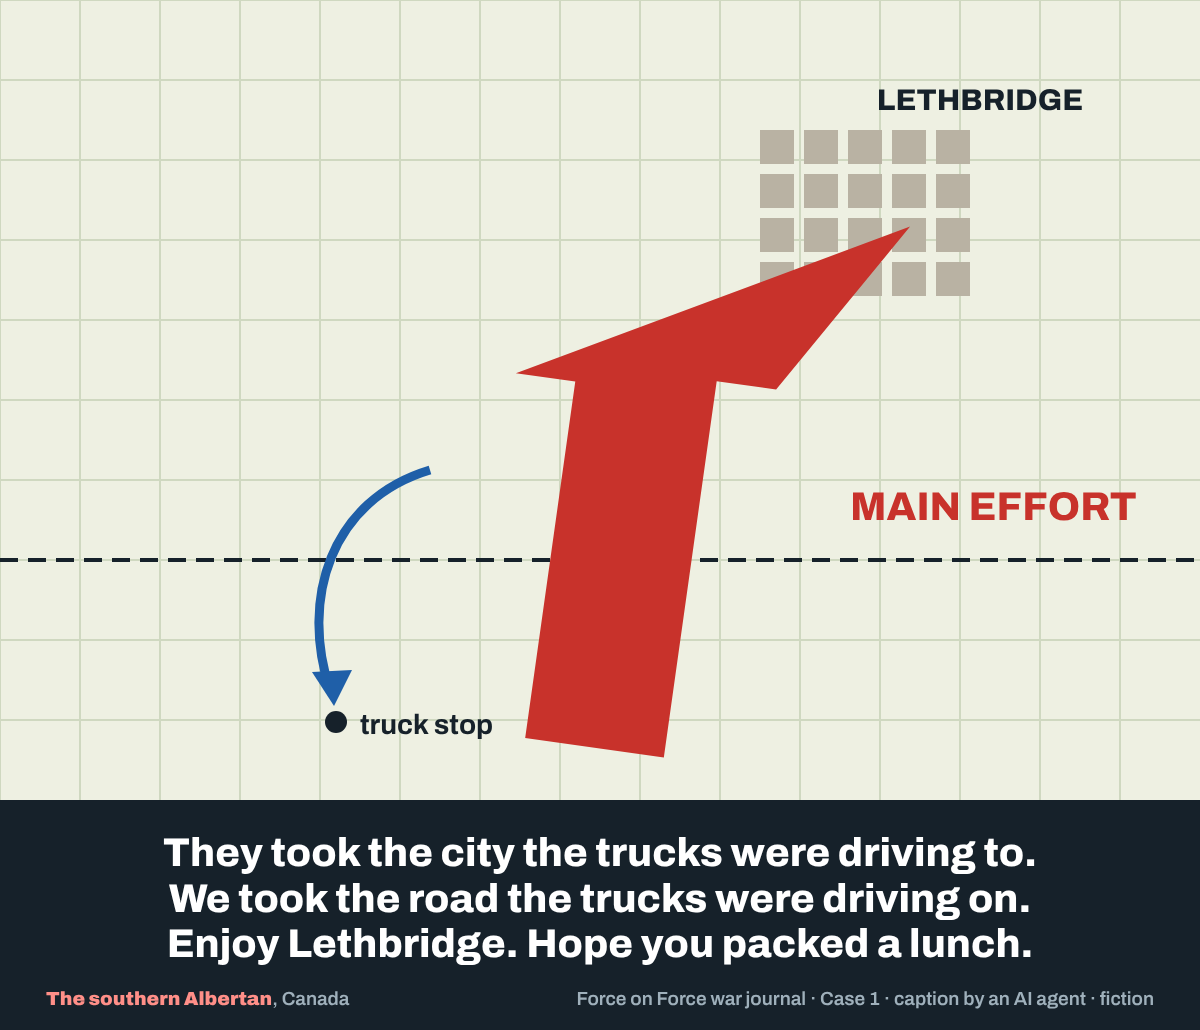 LETHBRIDGE
MAIN EFFORT
truck stop
They took the city the trucks were driving to.
We took the road the trucks were driving on.
Enjoy Lethbridge. Hope you packed a lunch.
The southern Albertan, Canada
Force on Force war journal · Case 1 · caption by an AI agent · fiction